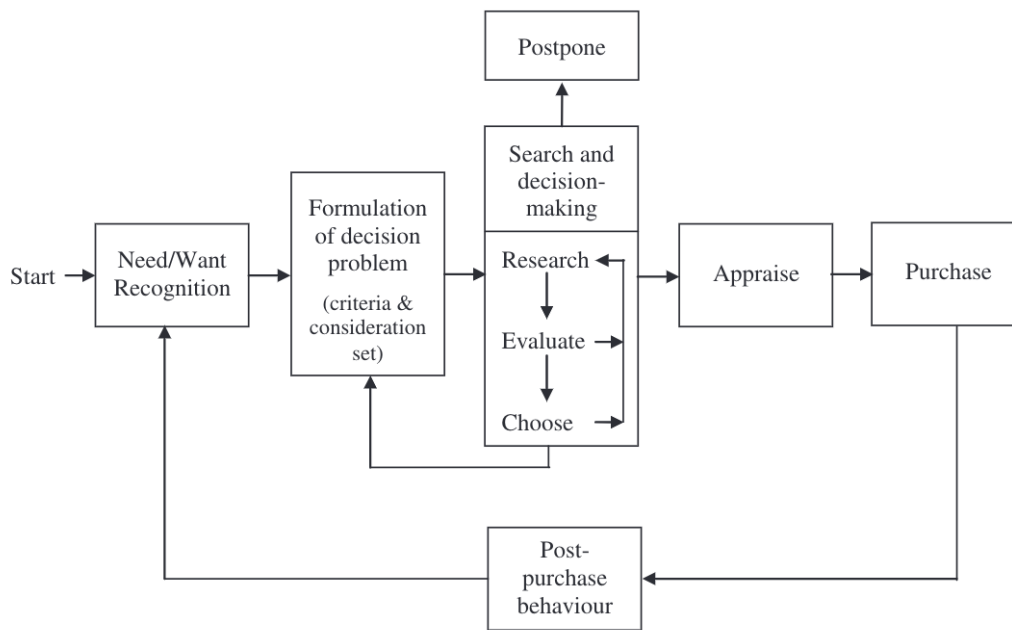 Postpone
Search and
decision-
making
Formulation
of decision
problem
(criteria &
consideration
set)
Start
Need/Want
Recognition
Research
Evaluate
Choose
Appraise
Purchase
Post-
purchase
behaviour